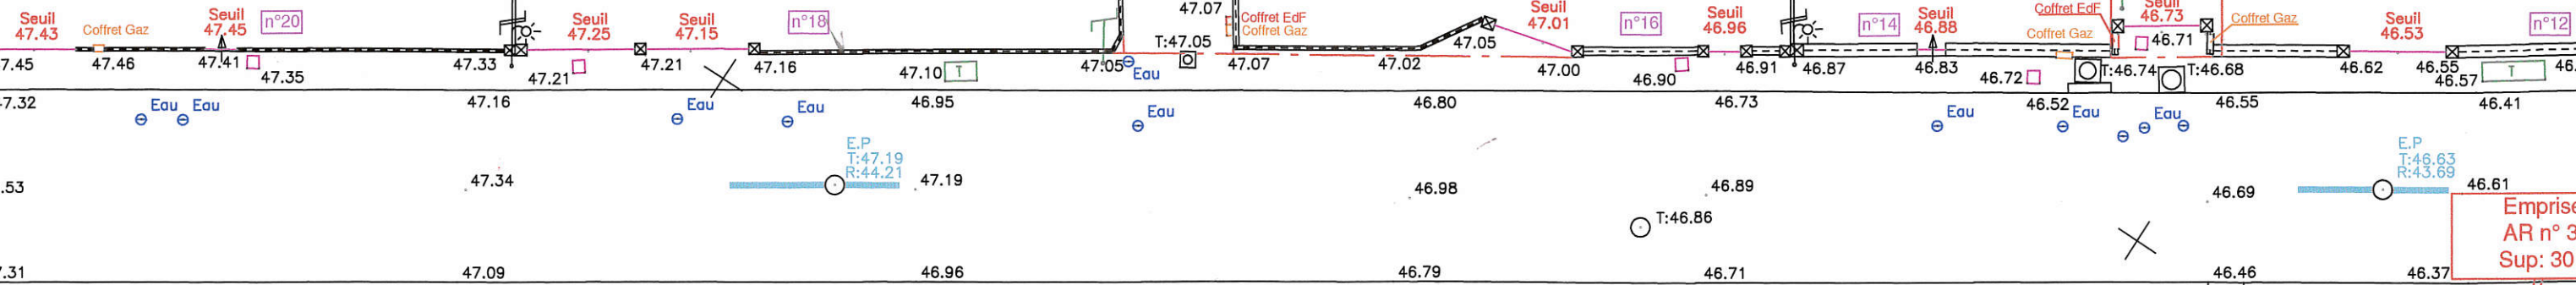 Seuil
47.43
Coffret Gaz
Seuil
47.45
n°20
Seuil
47.25
Seuil
47.15
n°18
47.07
Coffret EdF
Coffret Gaz
Seuil
47.01
n°16
Seuil
46.96
n°14
Seuil
46.88
Coffret EdF
Coffret Gaz
Seuil
46.73
Coffret Gaz
Seuil
46.53
n°12
7.45
47.46
47.41
47.35
47.33
47.21
47.21
47.16
47.10
T
47.05
Eau
T:47.05
47.07
47.02
47.05
47.00
46.90
46.91
46.87
46.83
46.72
T:46.74
46.71
T:46.68
46.62
46.55
46.57
T
46.
7.32
Eau
Eau
47.16
Eau
Eau
46.95
46.80
46.73
Eau
46.52
Eau
Eau
46.55
46.41
.53
47.34
E.P
T:47.19
R:44.21
47.19
46.98
46.89
T:46.86
46.69
E.P
T:46.63
R:43.69
46.61
Emprise
AR n° 3
Sup: 30
7.31
47.09
46.96
46.79
46.71
46.46
46.37